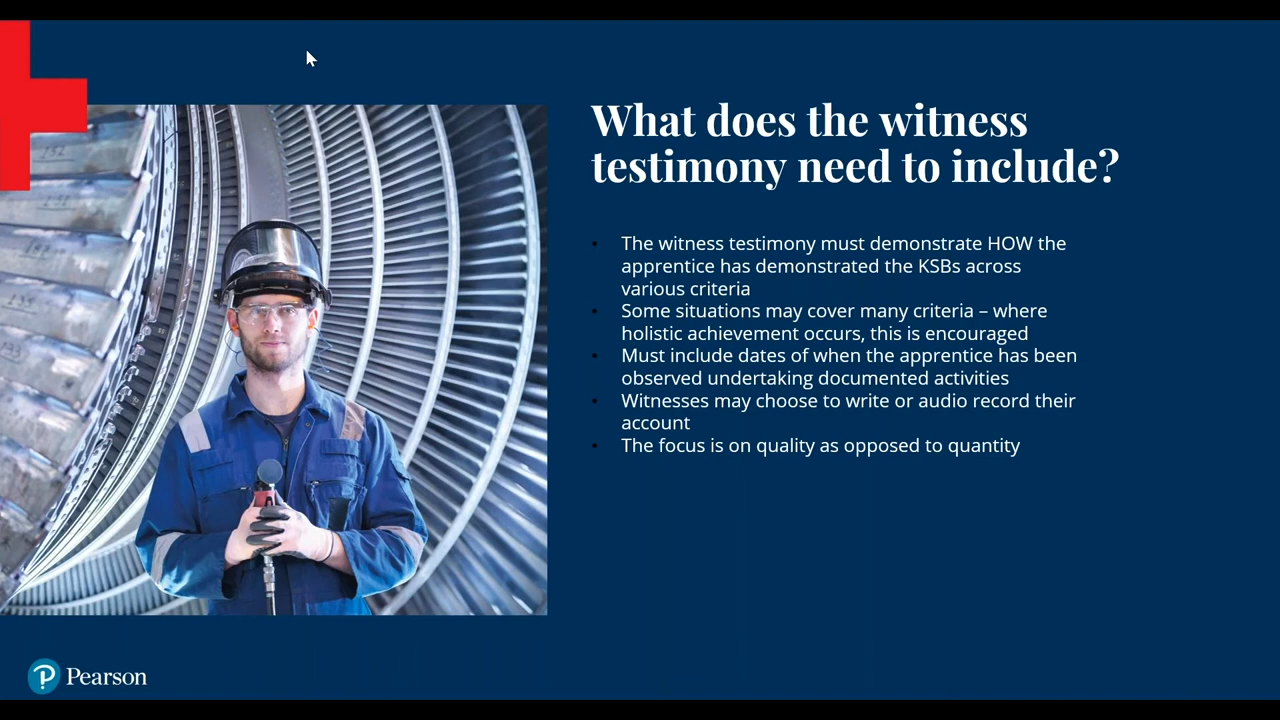 What does the witness
testimony need to include?
• The witness testimony must demonstrate HOW the
apprentice has demonstrated the KSBs across
various criteria
• Some situations may cover many criteria – where
holistic achievement occurs, this is encouraged
• Must include dates of when the apprentice has been
observed undertaking documented activities
• Witnesses may choose to write or audio record their
account
• The focus is on quality as opposed to quantity
Pearson